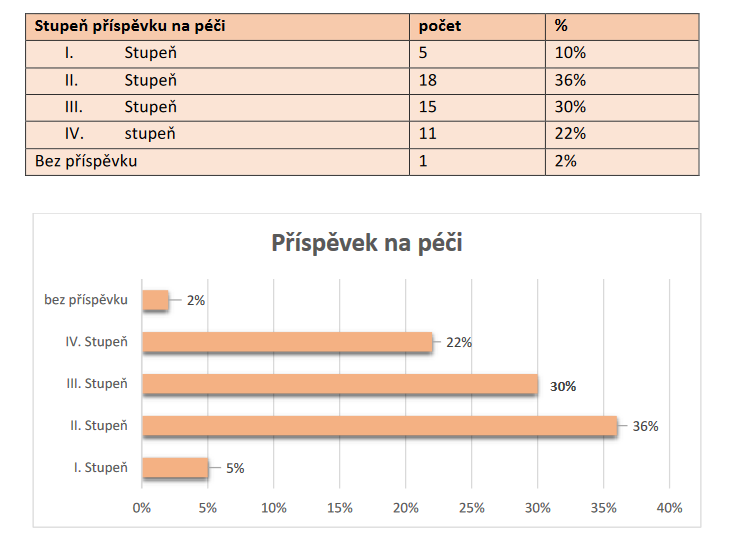 Stupeň příspěvku na péči počet %
I. Stupeň 5 10%
II. Stupeň 18 36%
III. Stupeň 15 30%
IV. stupeň 11 22%
Bez příspěvku 1 2%
Příspěvek na péči
bez příspěvku 2%
IV. Stupeň 22%
III. Stupeň 30%
II. Stupeň 36%
I. Stupeň 5%
0% 5% 10% 15% 20% 25% 30% 35% 40%